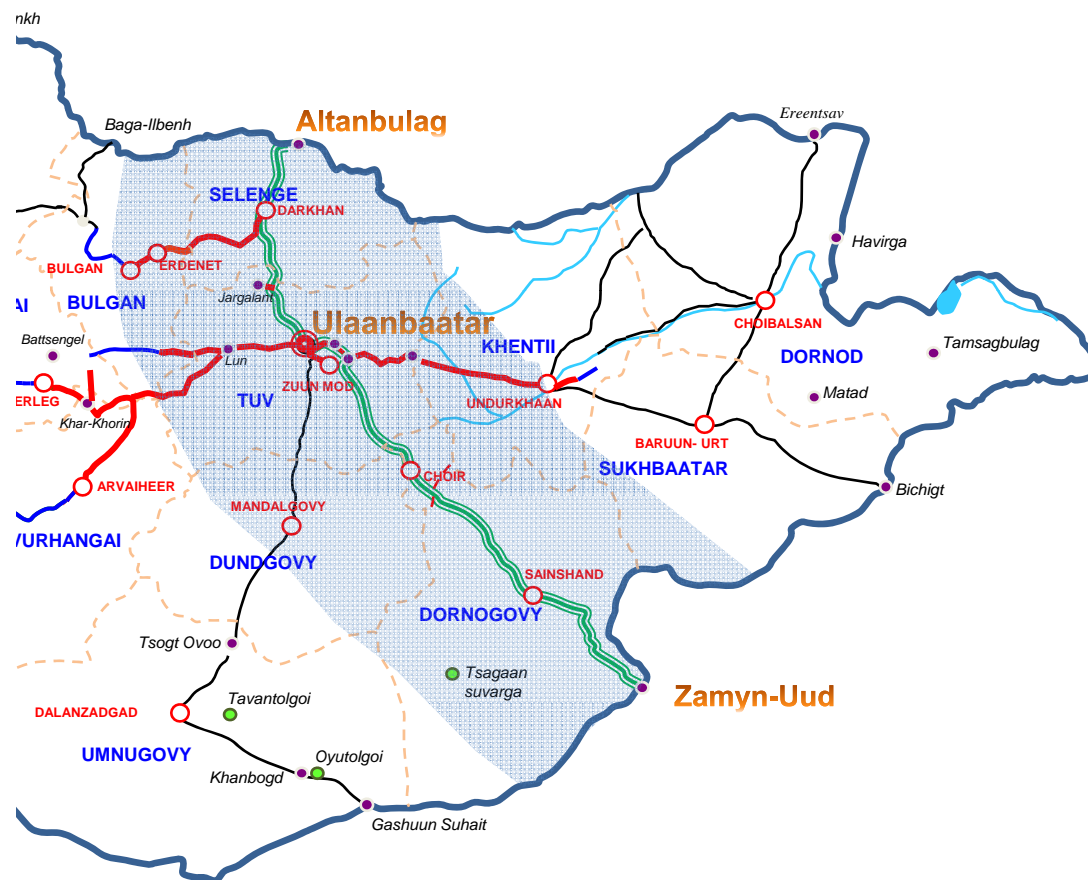 nkh
Altanbulag
Ereentsav
Baga-Ilbenh
SELENGE
DARKHAN
Havirga
ERDENET
BULGAN
Jargalant
BULGAN
AI
Ulaanbaatar
CHOIBALSAN
Battsengel
KHENTII
Tamsagbulag
Lun
DORNOD
ZUUN MOD
ERLEG
TUV
UNDURKHAAN
Matad
Khar-Khorin
BARUUN- URT
SUKHBAATAR
CHOIR
ARVAIHEER
Bichigt
MANDALGOVY
VURHANGAI
DUNDGOVY
SAINSHAND
DORNOGOVY
Tsogt Ovoo
Tsagaan
suvarga
Zamyn-Uud
Tavantolgoi
DALANZADGAD
UMNUGOVY
Oyutolgoi
Khanbogd
Gashuun Suhait